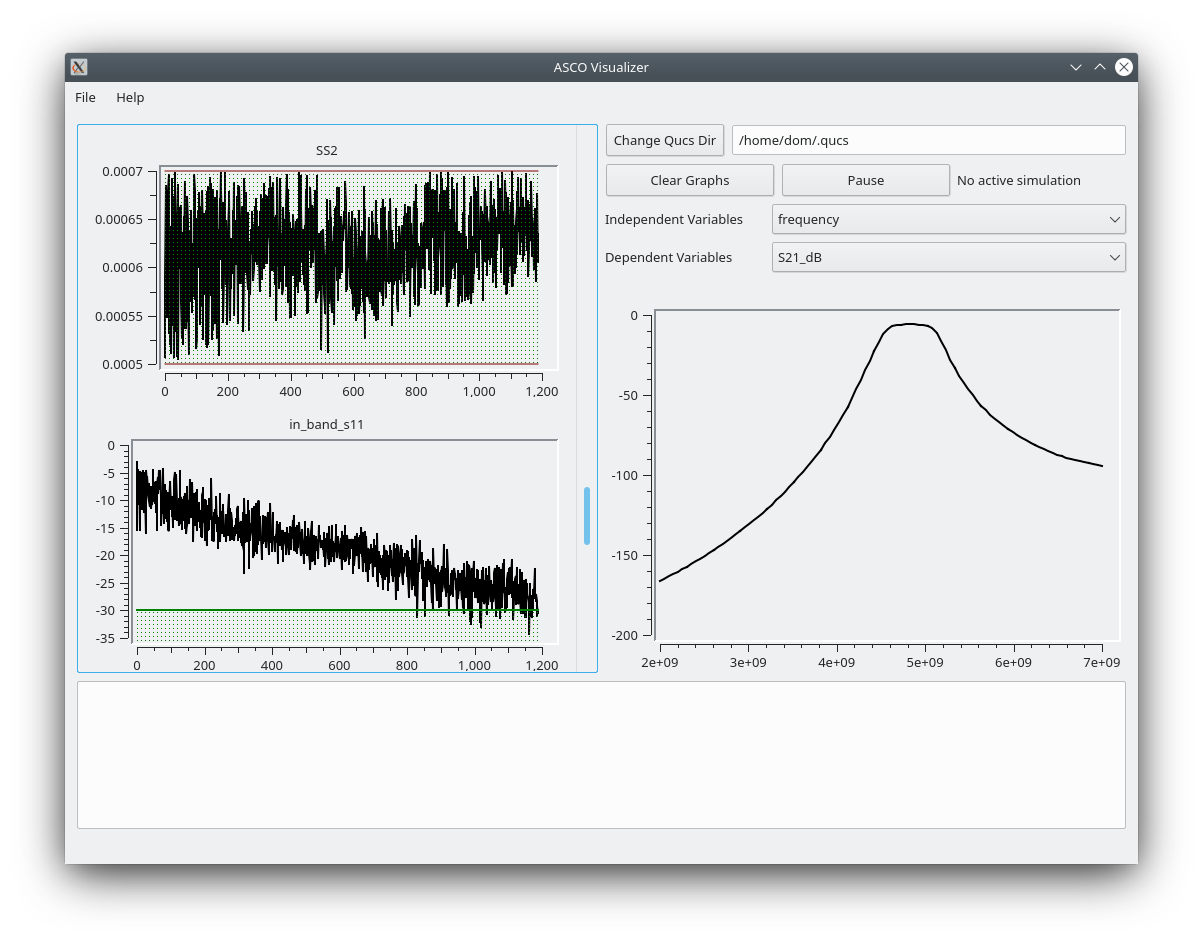 ASCO Visualizer
File Help
SS2
0.0007
0.00065
0.0006
0.00055
0.0005
0 200 400 600 800 1,000 1,200
in_band_s11
0
-5
-10
-15
-20
-25
-30
-35
0 200 400 600 800 1,000 1,200
Change Qucs Dir /home/dom/.qucs
Clear Graphs Pause No active simulation
Independent Variables frequency
Dependent Variables S21_dB
0
-50
-100
-150
-200
2e+09 3e+09 4e+09 5e+09 6e+09 7e+09